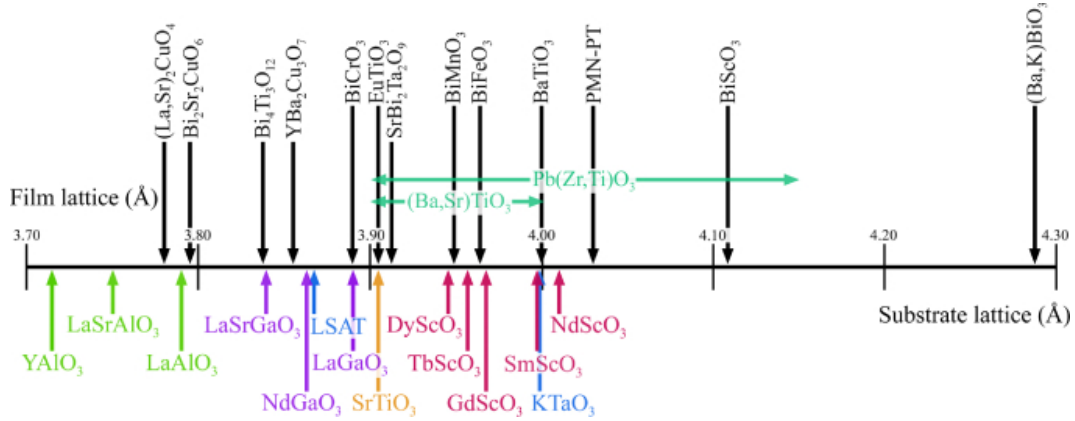 (La,Sr)₂CuO₄
Bi₂Sr₂CuO₆
Bi₄Ti₃O₁₂
YBa₂Cu₃O₇
BiCrO₃
EuTiO₃
SrBi₂Ta₂O₉
BiMnO₃
BiFeO₃
BaTiO₃
PMN-PT
BiScO₃
(Ba,K)BiO₃
Pb(Zr,Ti)O₃
(Ba,Sr)TiO₃
Film lattice (Å)
3.70 3.80 3.90 4.00 4.10 4.20 4.30
Substrate lattice (Å)
LaSrAlO₃ LaSrGaO₃ LSAT DyScO₃ NdScO₃
YAlO₃ LaAlO₃ LaGaO₃ TbScO₃ SmScO₃
NdGaO₃ SrTiO₃ GdScO₃ KTaO₃